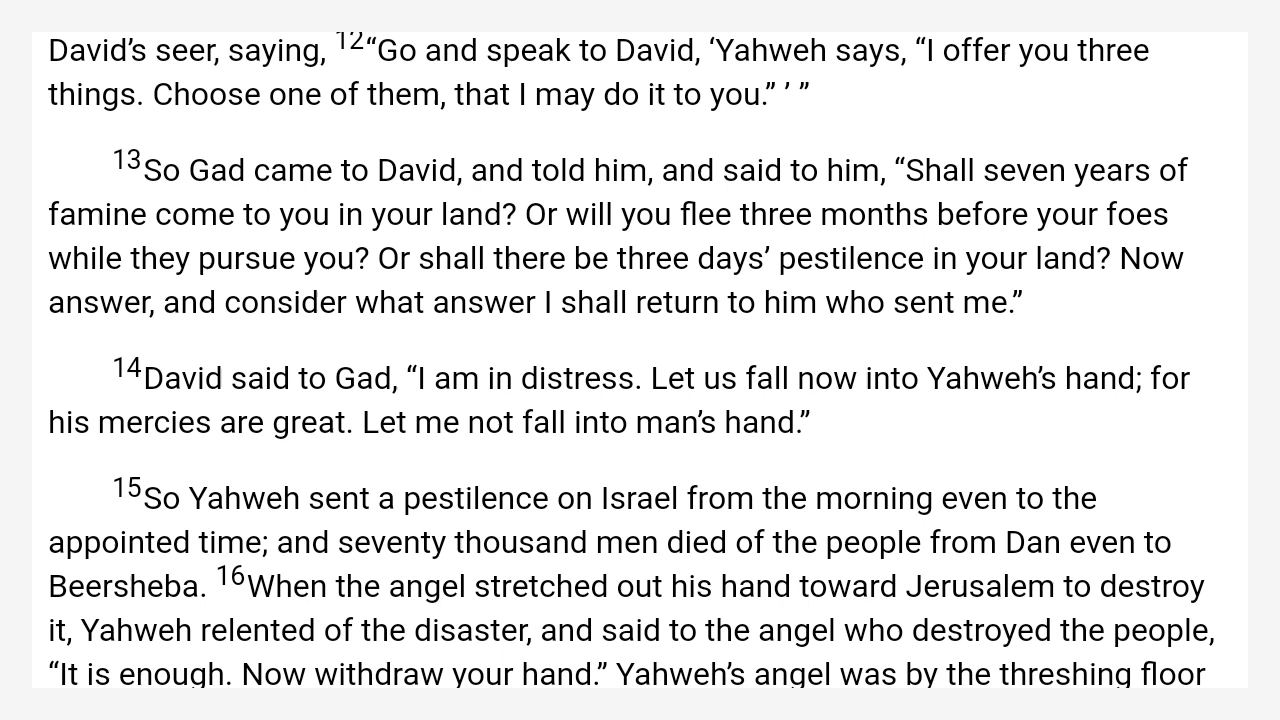 David’s seer, saying, 12“Go and speak to David, ‘Yahweh says, “I offer you three
things. Choose one of them, that I may do it to you.” ’ ”
13So Gad came to David, and told him, and said to him, “Shall seven years of
famine come to you in your land? Or will you flee three months before your foes
while they pursue you? Or shall there be three days’ pestilence in your land? Now
answer, and consider what answer I shall return to him who sent me.”
14David said to Gad, “I am in distress. Let us fall now into Yahweh’s hand; for
his mercies are great. Let me not fall into man’s hand.”
15So Yahweh sent a pestilence on Israel from the morning even to the
appointed time; and seventy thousand men died of the people from Dan even to
Beersheba. 16When the angel stretched out his hand toward Jerusalem to destroy
it, Yahweh relented of the disaster, and said to the angel who destroyed the people,
“It is enough. Now withdraw your hand.” Yahweh’s angel was by the threshing floor